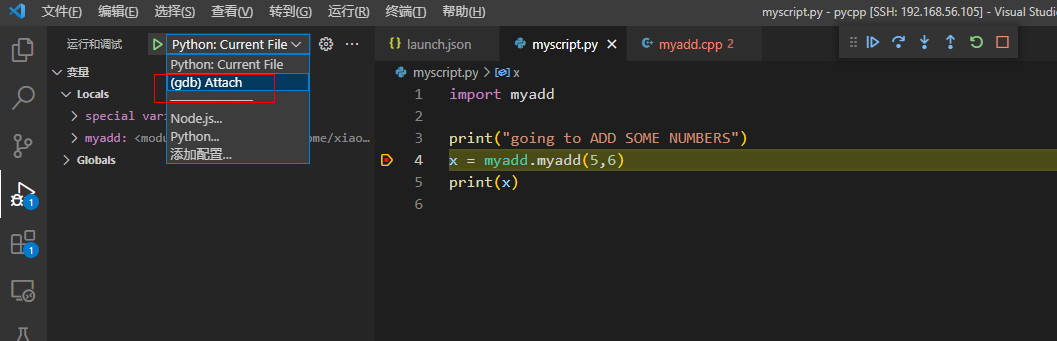 文件(F) 编辑(E) 选择(S) 查看(V) 转到(G) 运行(R) 终端(T) 帮助(H) myscript.py - pycpp [SSH: 192.168.56.105] - Visual Studio
运行和调试 Python: Current File ... launch.json myscript.py myadd.cpp 2
Python: Current File
变量 (gdb) Attach myscript.py > x
Locals
special var
Node.js...
myadd: <modu ome/xiao...
Python...
Globals 添加配置...
1 import myadd
2
3 print("going to ADD SOME NUMBERS")
4 x = myadd.myadd(5,6)
5 print(x)
6
1
1